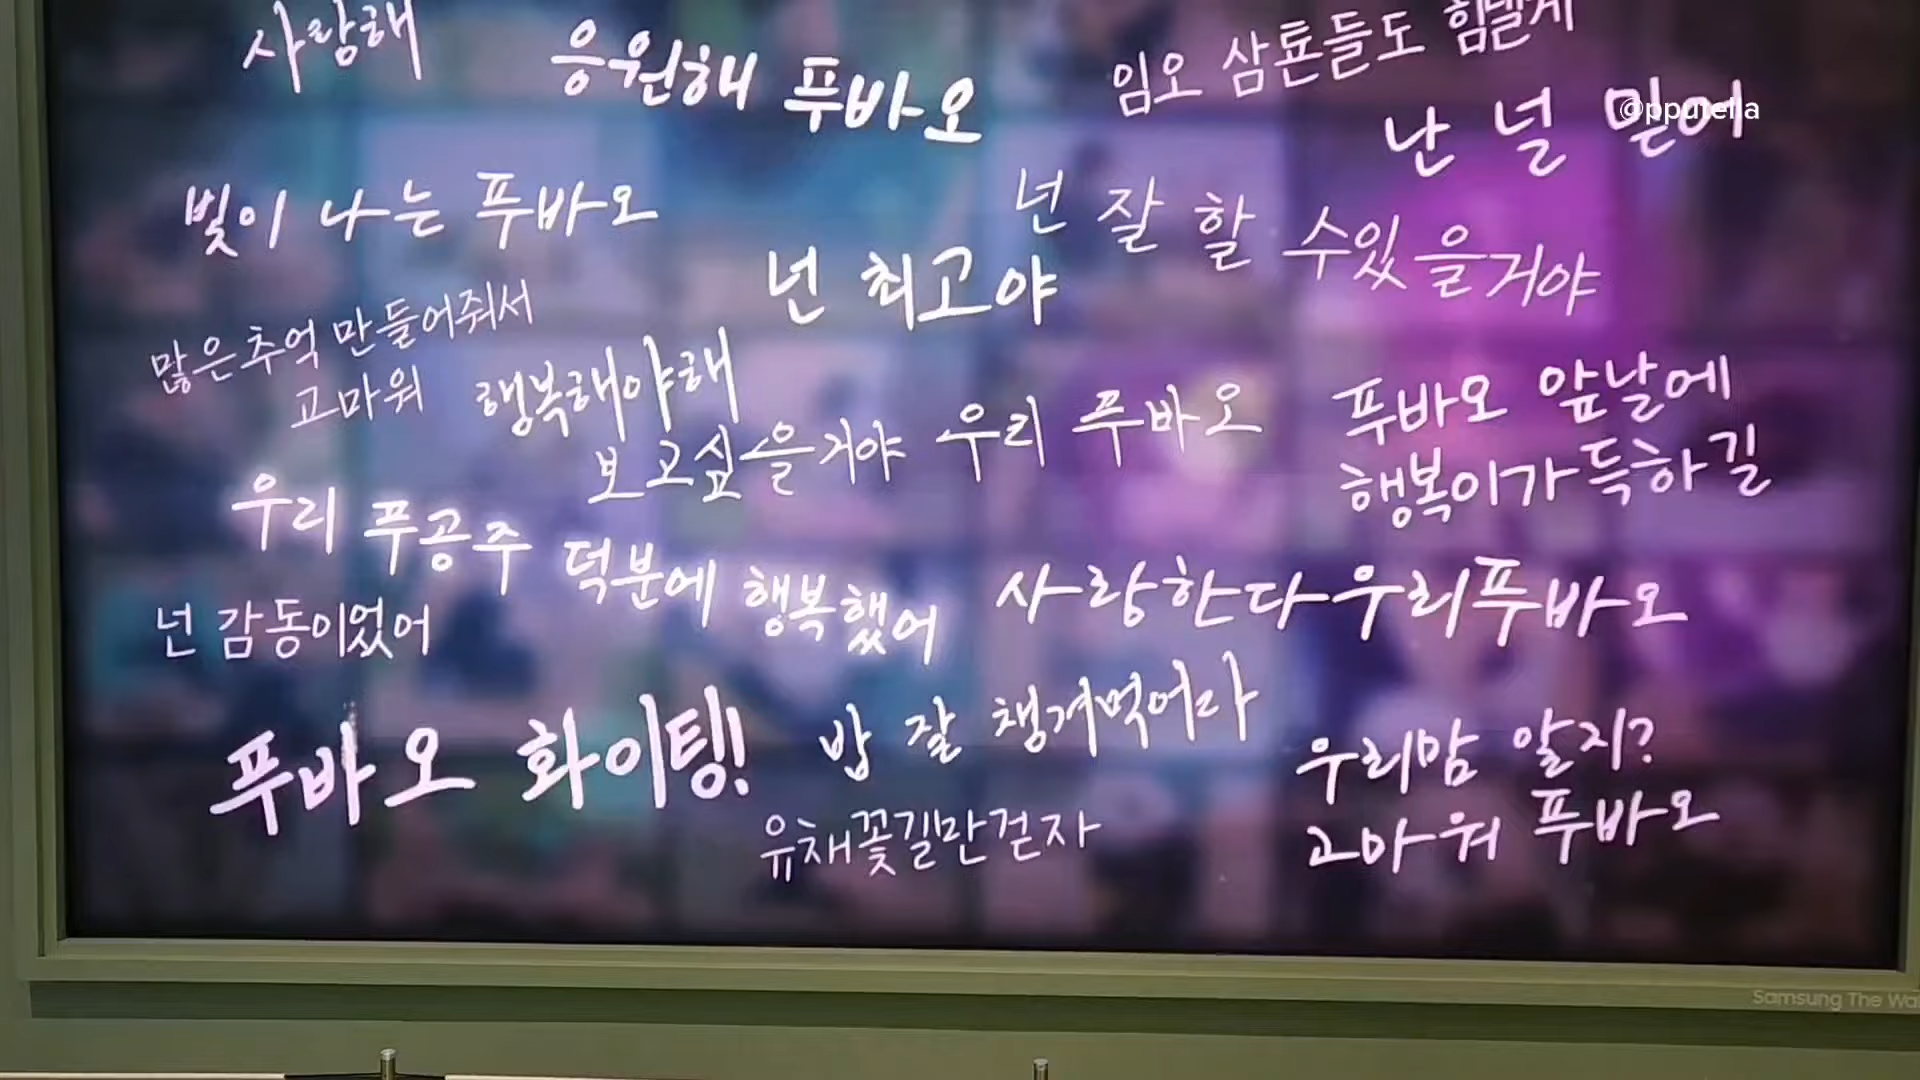 사랑해
응원해 푸바오
임오 삼툔들도 힘낼게
난 널 믿어
©pputella
빛이 나는 푸바오
넌 잘 할 수있을거야
넌 최고야
많은추억 만들어줘서
고마워
행복해야해
보고싶을거야 우리 푸바오
푸바오 앞날에
행복이가득하길
우리 푸공주 덕분에 행복했어
넌 감동이었어
사랑한다우리푸바오
푸바오 화이팅!
밥 잘 챙겨먹어라
유채꽃길만걷자
우리맘 알지?
고마워 푸바오
Samsung The Wa